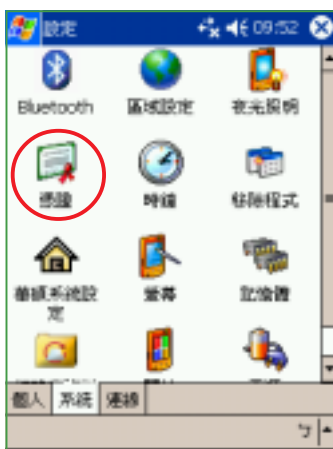 設定 09:52
Bluetooth 區域設定 夜光照明
憑證 時鐘 移除程式
華碩系統設定 螢幕 記憶體
個人 系統 連線
ㄅ